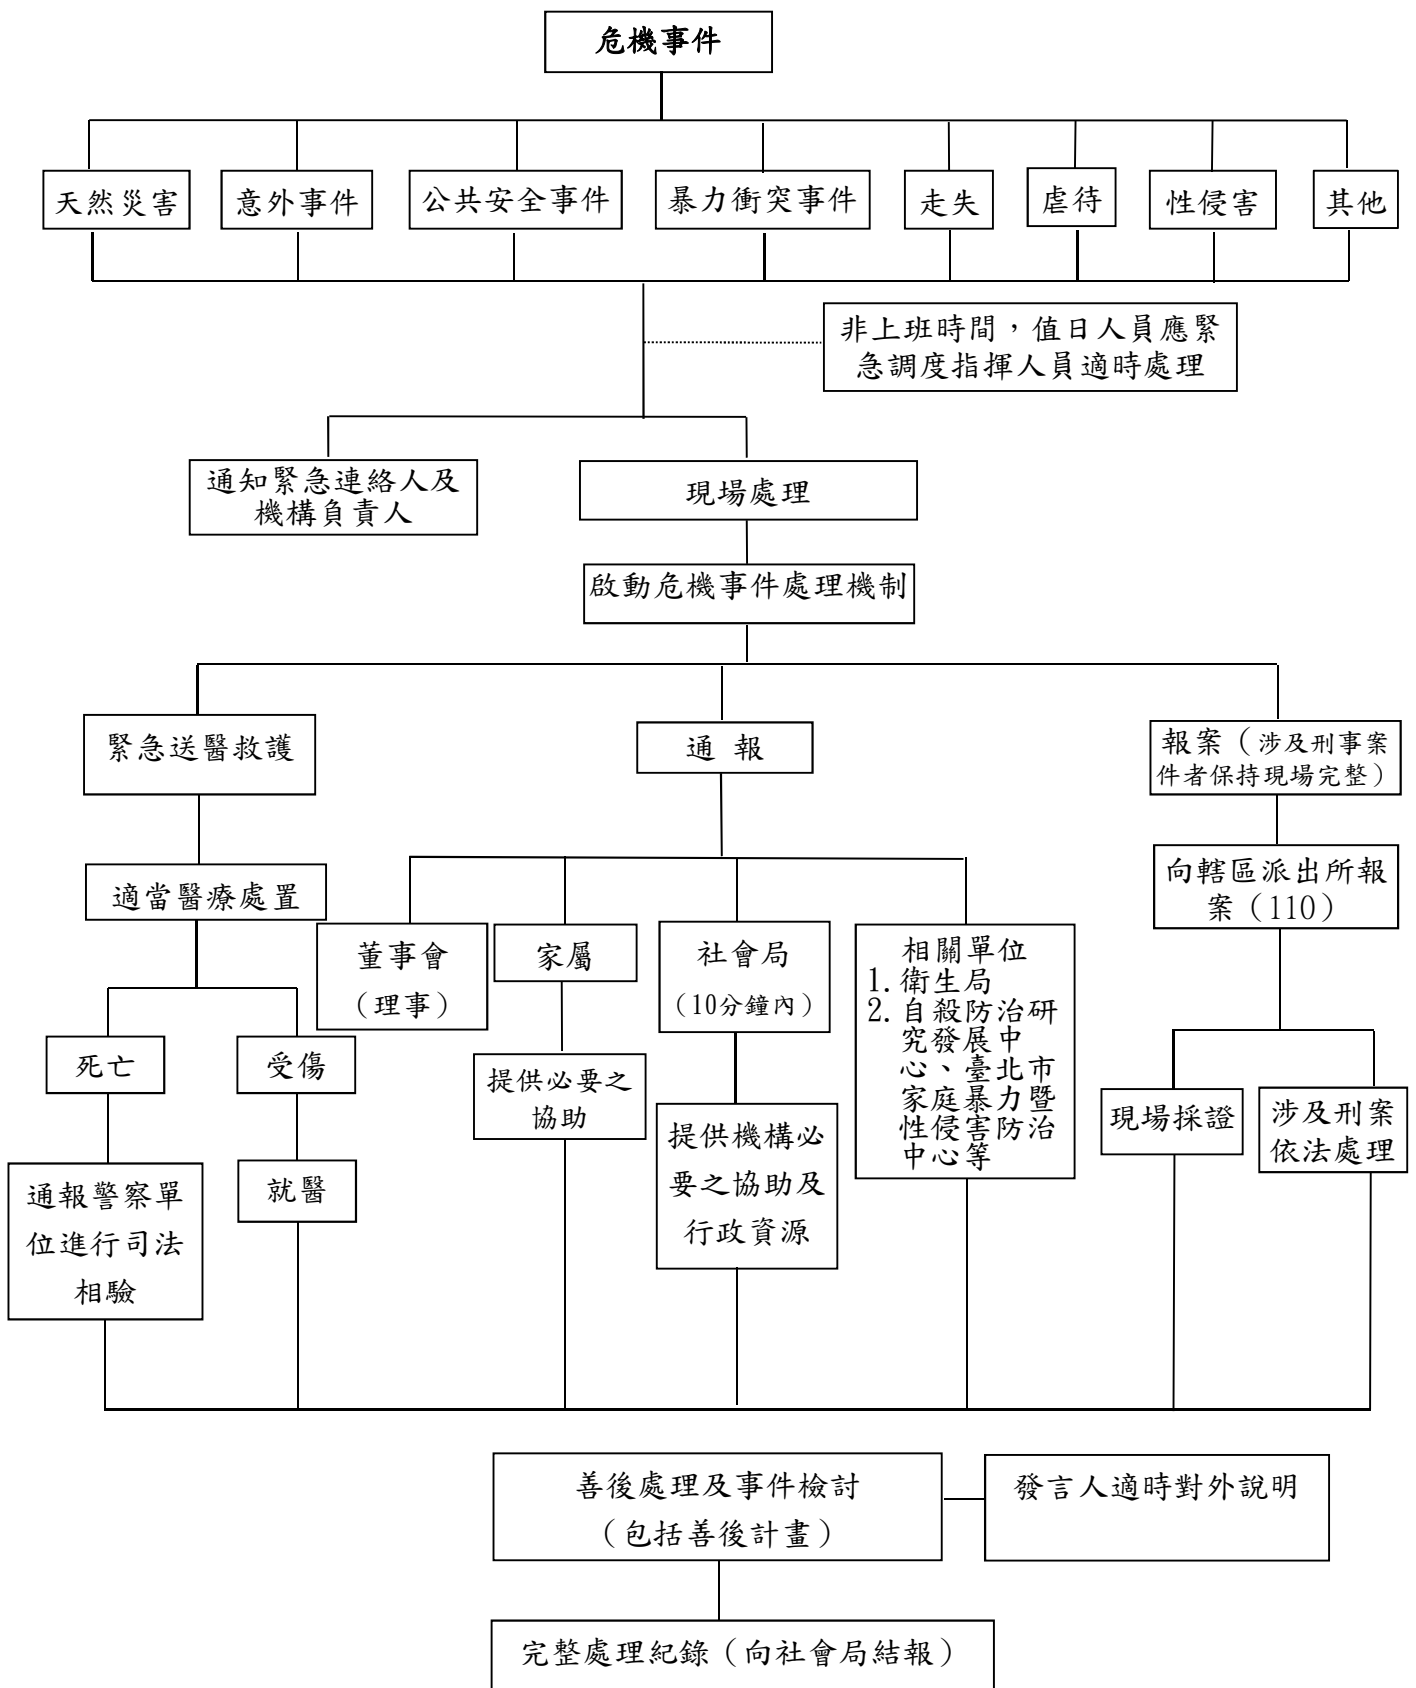 危機事件
天然災害
意外事件
公共安全事件
暴力衝突事件
走失
虐待
性侵害
其他
非上班時間，值日人員應緊
急調度指揮人員適時處理
通知緊急連絡人及
機構負責人
現場處理
啟動危機事件處理機制
緊急送醫救護
通 報
報案（涉及刑事案
件者保持現場完整）
適當醫療處置
向轄區派出所報
案（110）
董事會
（理事）
家屬
社會局
（10分鐘內）
相關單位
1. 衛生局
2. 自殺防治研
究發展中
心、臺北市
家庭暴力暨
性侵害防治
中心等
死亡
受傷
提供必要之
協助
提供機構必
要之協助及
行政資源
現場採證
涉及刑案
依法處理
通報警察單
位進行司法
相驗
就醫
善後處理及事件檢討
（包括善後計畫）
發言人適時對外說明
完整處理紀錄（向社會局結報）